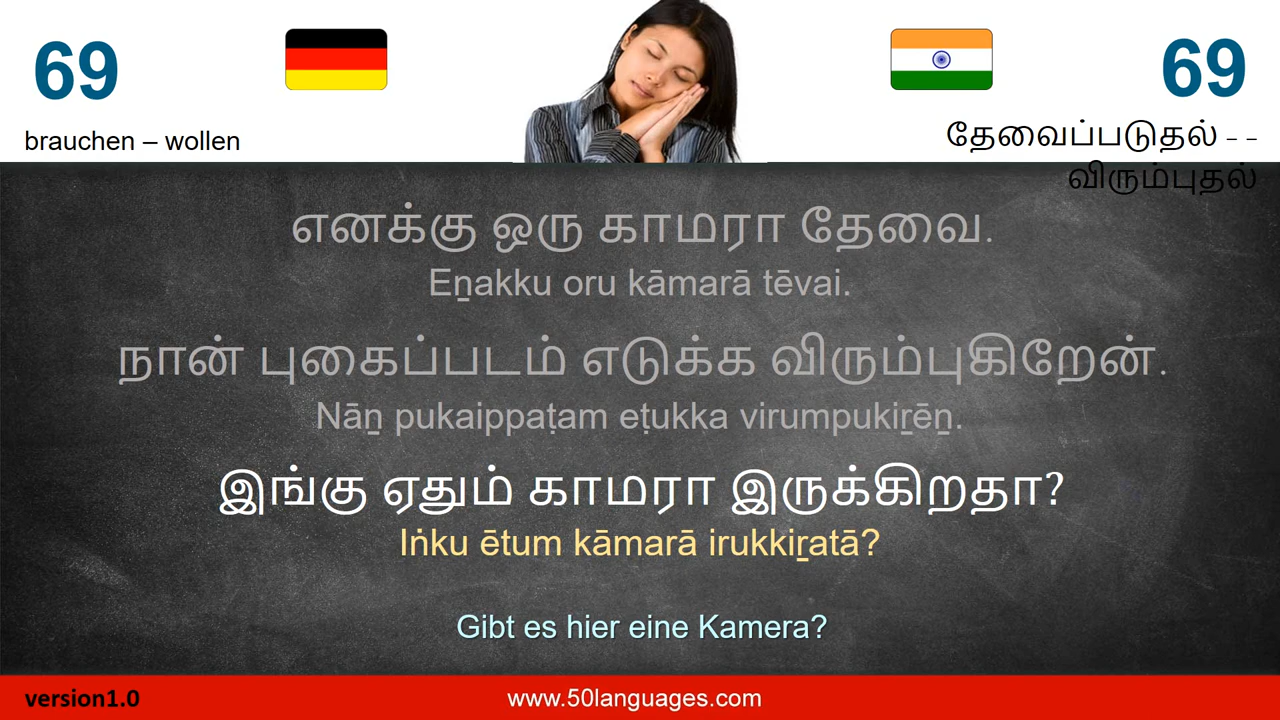 69
69
brauchen – wollen
தேவைப்படுதல் – –
விரும்புதல்
எனக்கு ஒரு காமரா தேவை.
Eṉakku oru kāmarā tēvai.
நான் புகைப்படம் எடுக்க விரும்புகிறேன்.
Nāṉ pukaippaṭam eṭukka virumpukiṟēṉ.
இங்கு ஏதும் காமரா இருக்கிறதா?
Iṅku ētum kāmarā irukkiṟatā?
Gibt es hier eine Kamera?
version1.0
www.50languages.com